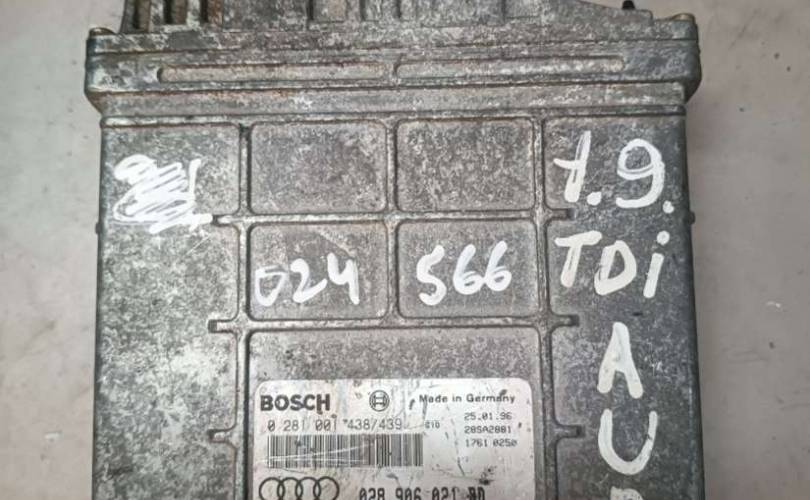 1.9.
TDi
024 566
AU
BOSCH
Made in Germany
0 281 001 438/439
25.01.96
28SA2881
1761 0250
028 906 021